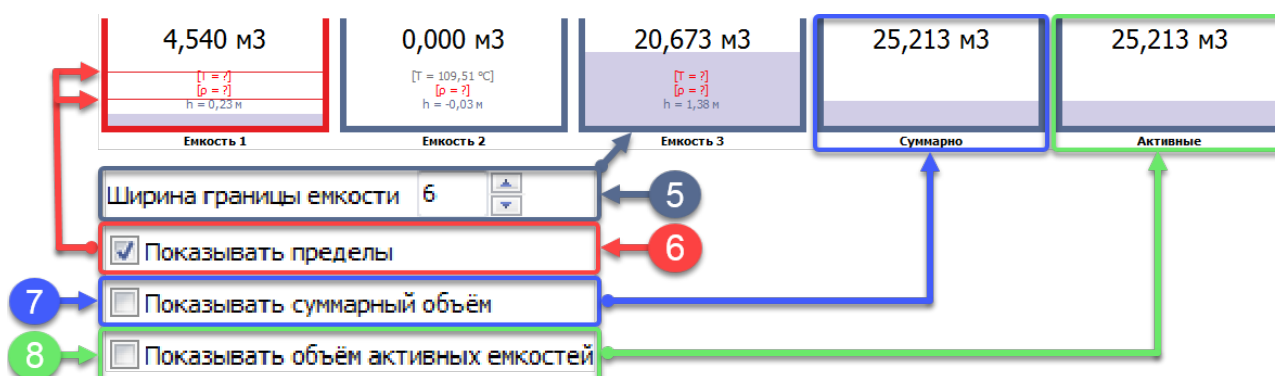 4,540 м3
0,000 м3
20,673 м3
25,213 м3
25,213 м3
[T = ?]
[T = 109,51 °C]
[T = ?]
[ρ = ?]
[ρ = ?]
[ρ = ?]
h = 0,23 м
h = -0,03 м
h = 1,38 м
Емкость 1
Емкость 2
Емкость 3
Суммарно
Активные
Ширина границы емкости 6
5
Показывать пределы
6
7
Показывать суммарный объём
8
Показывать объём активных емкостей